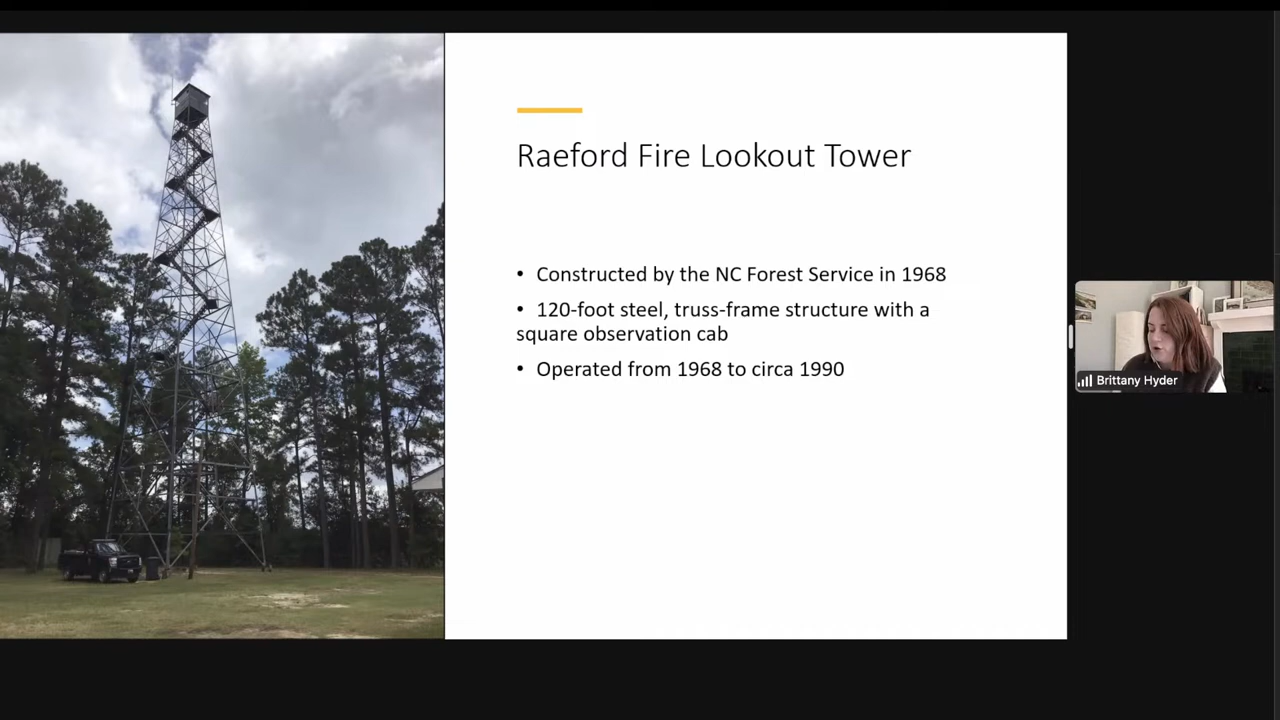 Raeford Fire Lookout Tower
• Constructed by the NC Forest Service in 1968
• 120-foot steel, truss-frame structure with a
square observation cab
• Operated from 1968 to circa 1990
Brittany Hyder